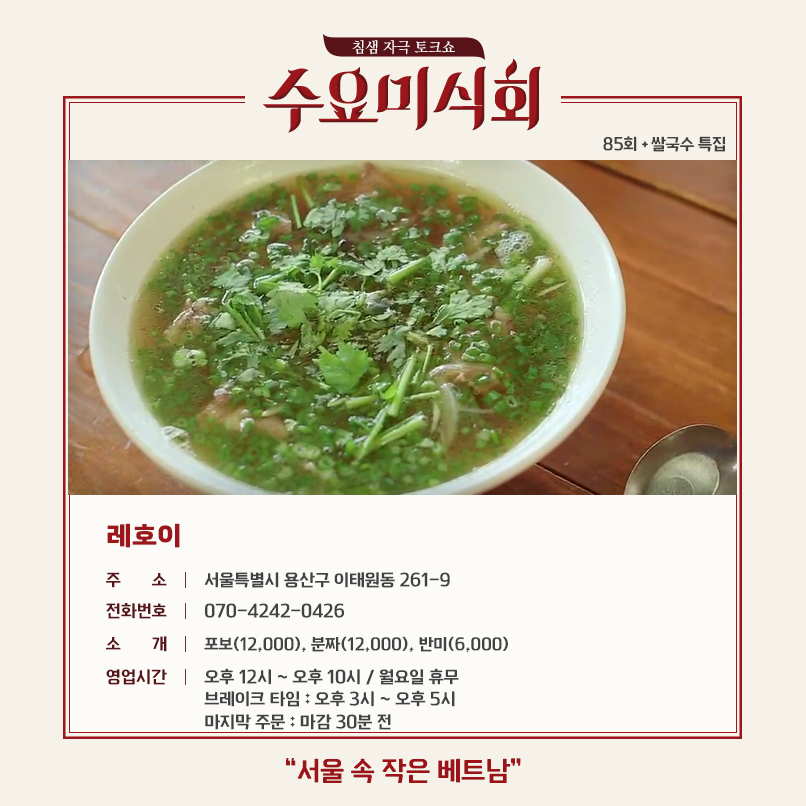 침샘 자극 토크쇼
수요미식회
85회 + 쌀국수 특집
레호이
주 소 | 서울특별시 용산구 이태원동 261-9
전화번호 | 070-4242-0426
소 개 | 포보(12,000), 분짜(12,000), 반미(6,000)
영업시간 | 오후 12시 ~ 오후 10시 / 월요일 휴무
브레이크 타임 : 오후 3시 ~ 오후 5시
마지막 주문 : 마감 30분 전
“서울 속 작은 베트남”